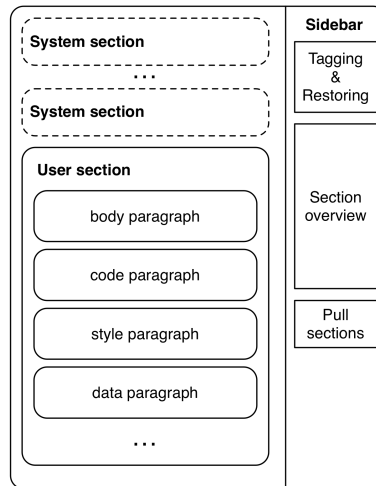 System section
...
System section
User section
body paragraph
code paragraph
style paragraph
data paragraph
...
Sidebar
Tagging
&
Restoring
Section
overview
Pull
sections